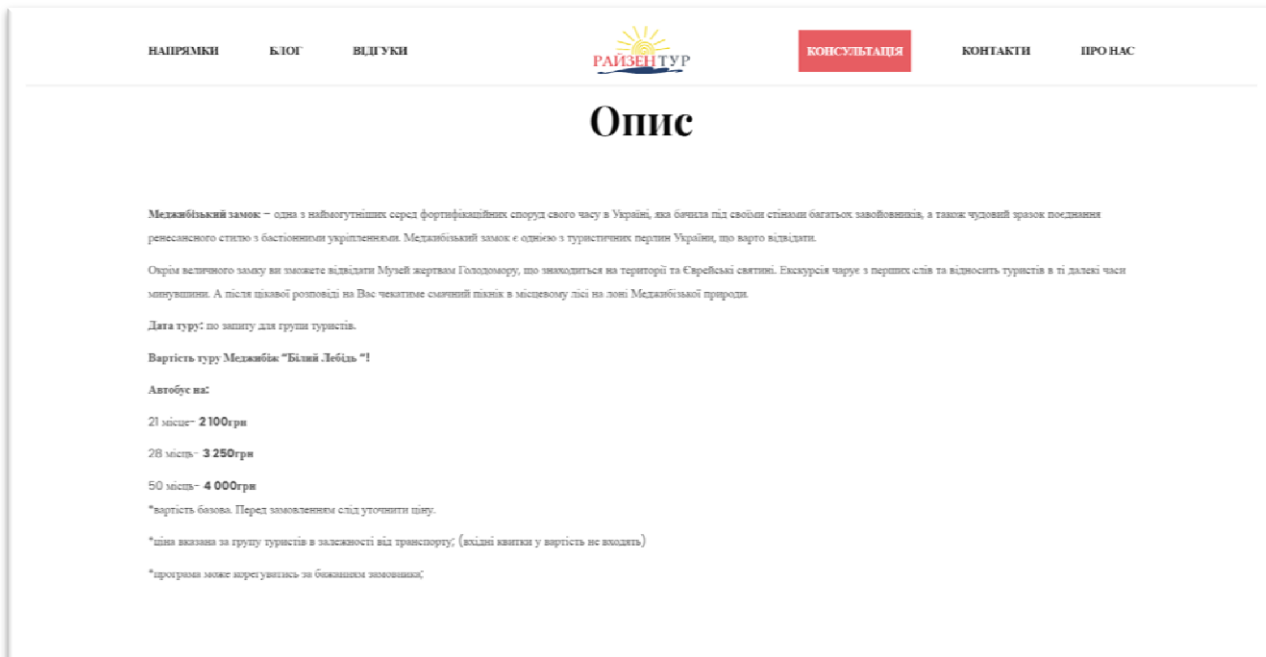 НАПРЯМКИ БЛОГ ВІДГУКИ РАЙЗЕНТУР КОНСУЛЬТАЦІЯ КОНТАКТИ ПРО НАС
Опис
Меджибізький замок – одна з наймогутніших серед фортифікаційних споруд свого часу в Україні, яка бачила під своїми стінами багатьох завойовників, а також чудовий зразок поєднання
ренесансного стилю з бастіонними укріпленнями. Меджибізький замок є однією з туристичних перлин України, що варто відвідати.
Окрім величного замку ви зможете відвідати Музей жертвам Голодомору, що знаходиться на території та Єврейські святині. Екскурсія чарує з перших слів та відносить туристів в ті далекі часи
минувшини. А після цікавої розповіді на Вас чекатиме смачний пікнік в місцевому лісі на лоні Меджибізької природи.
Дата туру: по запиту для групи туристів.
Вартість туру Меджибіж "Білий Лебідь "!
Автобус на:
21 місце- 2 100грн
28 місць- 3 250грн
50 місць- 4 000грн
*вартість базова. Перед замовленням слід уточнити ціну.
*ціна вказана за групу туристів в залежності від транспорту; (вхідні квитки у вартість не входять)
*програма може корегуватись за бажанням замовника;